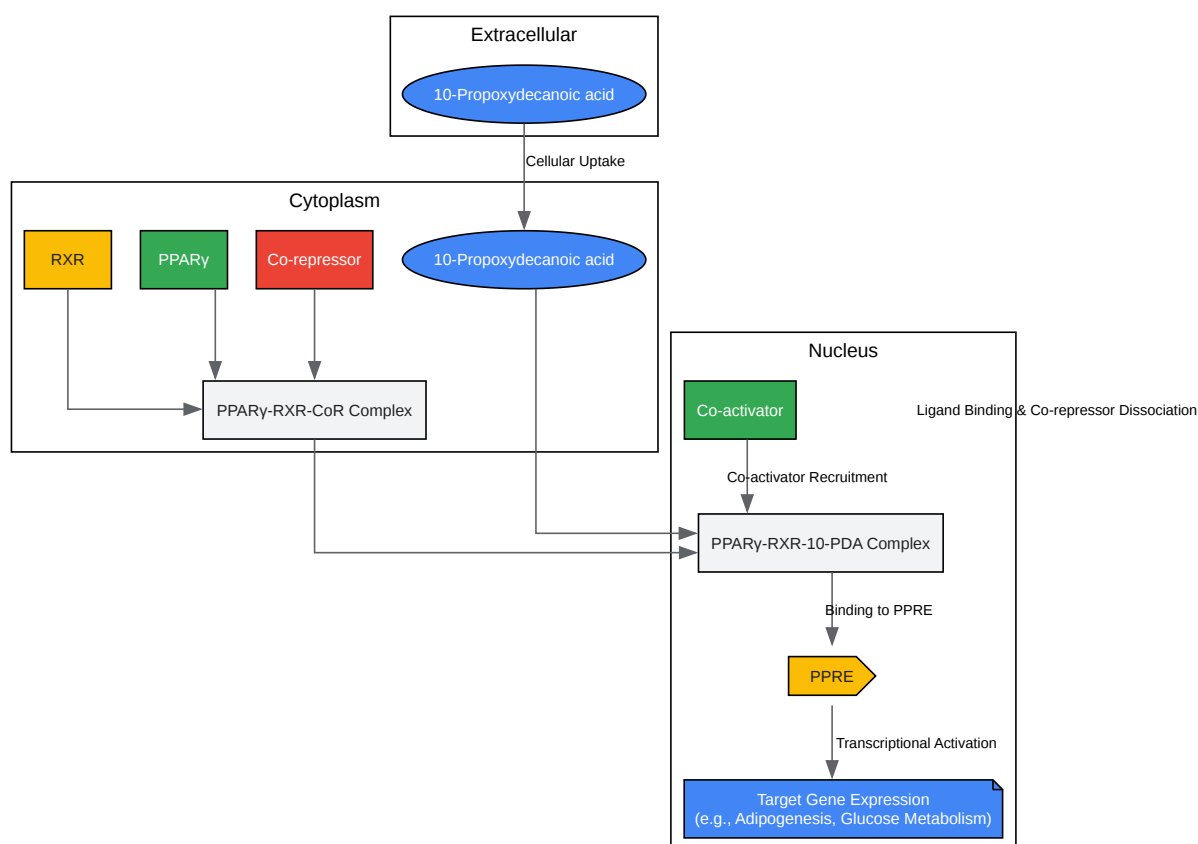 Extracellular
10-Propoxydecanoic acid
Cellular Uptake
Cytoplasm
RXR
PPARγ
Co-repressor
10-Propoxydecanoic acid
PPARγ-RXR-CoR Complex
Nucleus
Co-activator
Ligand Binding & Co-repressor Dissociation
Co-activator Recruitment
PPARγ-RXR-10-PDA Complex
Binding to PPRE
PPRE
Transcriptional Activation
Target Gene Expression
(e.g., Adipogenesis, Glucose Metabolism)